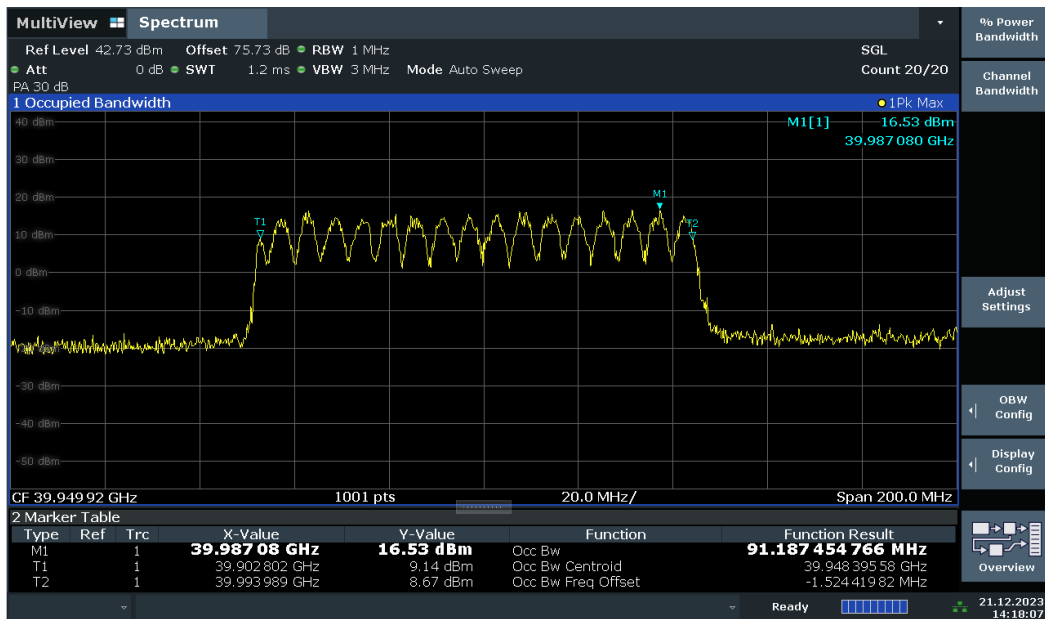 MultiView Spectrum
Ref Level 42.73 dBm Offset 75.73 dB RBW 1 MHz SGL
Att 0 dB SWT 1.2 ms VBW 3 MHz Mode Auto Sweep Count 20/20
PA 30 dB
1 Occupied Bandwidth 1Pk Max
40 dBm M1[1] 16.53 dBm
39.987 080 GHz
30 dBm
20 dBm
M1
T1
T2
10 dBm
0 dBm
-10 dBm
-30 dBm
-40 dBm
-50 dBm
CF 39.949 92 GHz 1001 pts 20.0 MHz/ Span 200.0 MHz
2 Marker Table
Type Ref Trc X-Value Y-Value Function Function Result
M1 1 39.987 08 GHz 16.53 dBm Occ Bw 91.187 454 766 MHz
T1 1 39.902 802 GHz 9.14 dBm Occ Bw Centroid 39.948 395 58 GHz
T2 1 39.993 989 GHz 8.67 dBm Occ Bw Freq Offset -1.524 419 82 MHz
Ready 21.12.2023
14:18:07
% Power
Bandwidth
Channel
Bandwidth
Adjust
Settings
OBW
Config
Display
Config
Overview